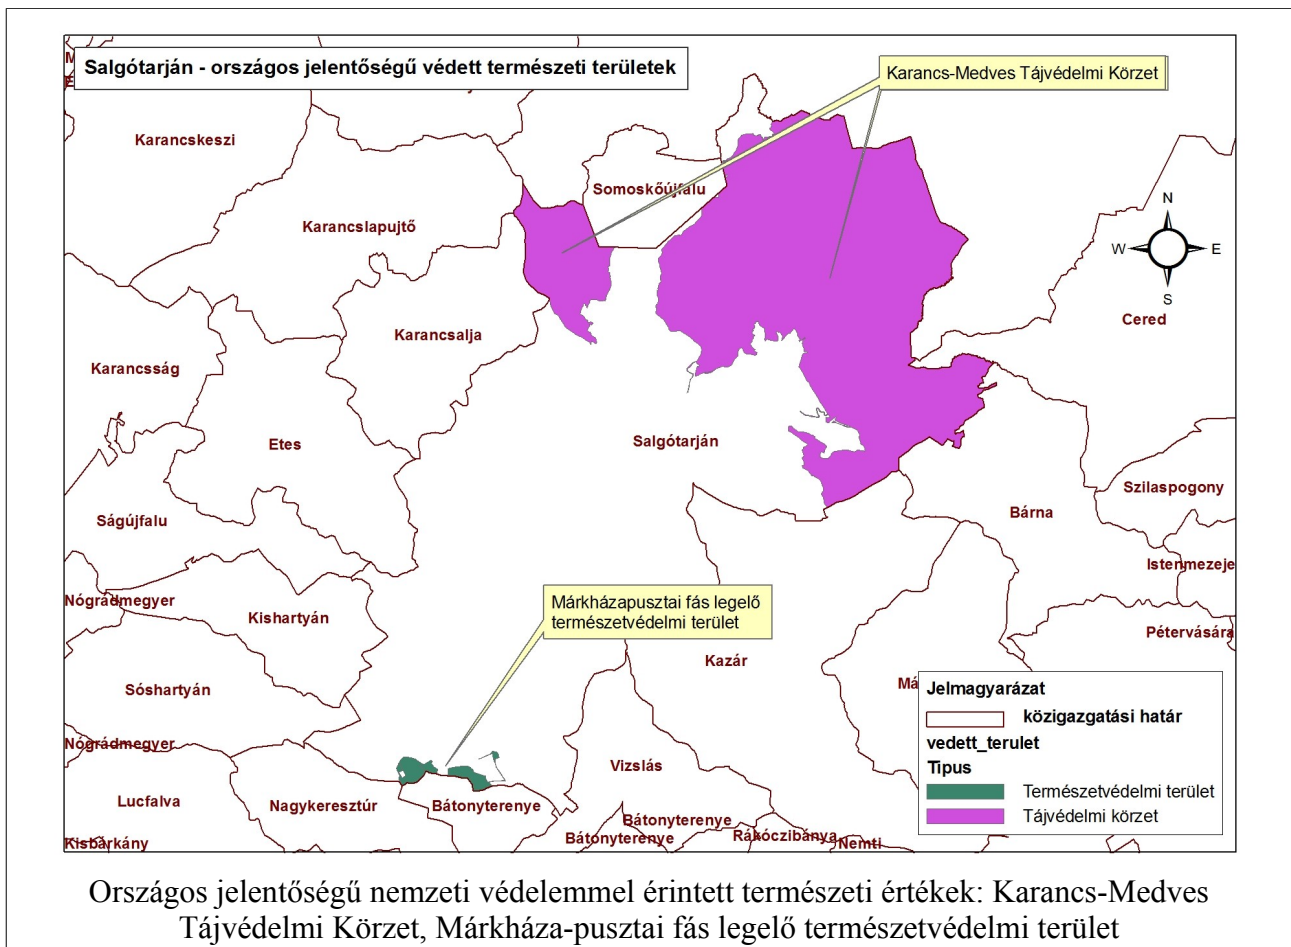 Salgótarján - országos jelentőségű védett természeti területek
Karancs-Medves Tájvédelmi Körzet
Karancskeszi
Somoskőújfalu
Karancslapujtő
N
W
E
S
Cered
Karancsalja
Karancsság
Etes
Salgótarján
Szilaspogony
Bárna
Ságújfalu
Istenmezeje
Nógrádmegyer
Kishartyán
Márkházapusztai fás legelő
természetvédelmi terület
Pétervására
Kazár
Sóshartyán
Má
Jelmagyarázat
közigazgatási határ
vedett_terulet
Tipus
Természetvédelmi terület
Tájvédelmi körzet
Nógrádmegyer
Vizslás
Lucfalva
Nagykeresztúr
Bátonyterenye
Bátonyterenye
Bátonyterenye
Rákóczibánya
Nemti
Kisbárkány
Országos jelentőségű nemzeti védelemmel érintett természeti értékek: Karancs-Medves
Tájvédelmi Körzet, Márkháza-pusztai fás legelő természetvédelmi terület